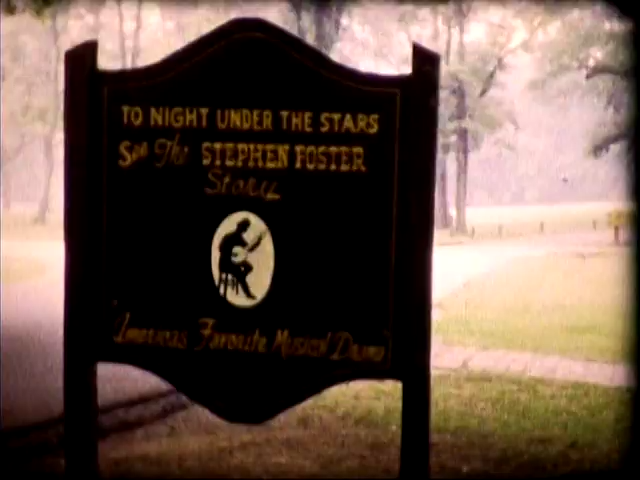 TO NIGHT UNDER THE STARS
See The STEPHEN FOSTER
Story
"Americas Favorite Musical Drama"